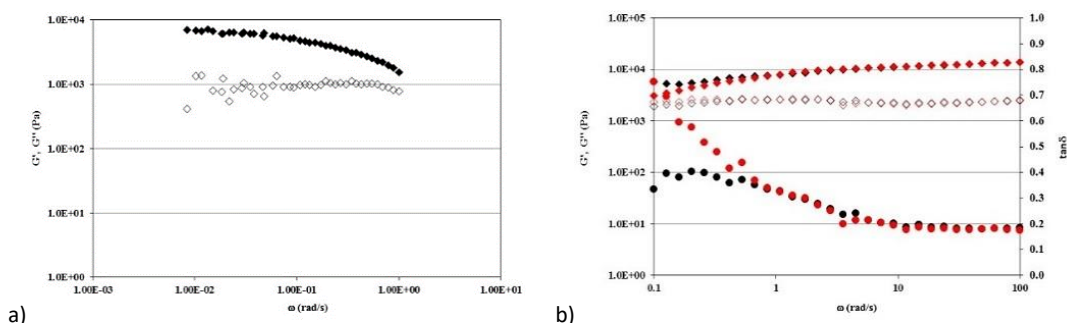 a)
1.0E+04
1.0E+03
1.0E+02
1.0E+01
1.0E+00
G', G'' (Pa)
1.00E-03
1.00E-02
1.00E-01
1.00E+00
1.00E+01
ω (rad/s)
b)
1.0E+05
1.0E+04
1.0E+03
1.0E+02
1.0E+01
1.0E+00
G', G'' (Pa)
1.0
0.9
0.8
0.7
0.6
0.5
0.4
0.3
0.2
0.1
0.0
tanδ
0.1
1
10
100
ω (rad/s)